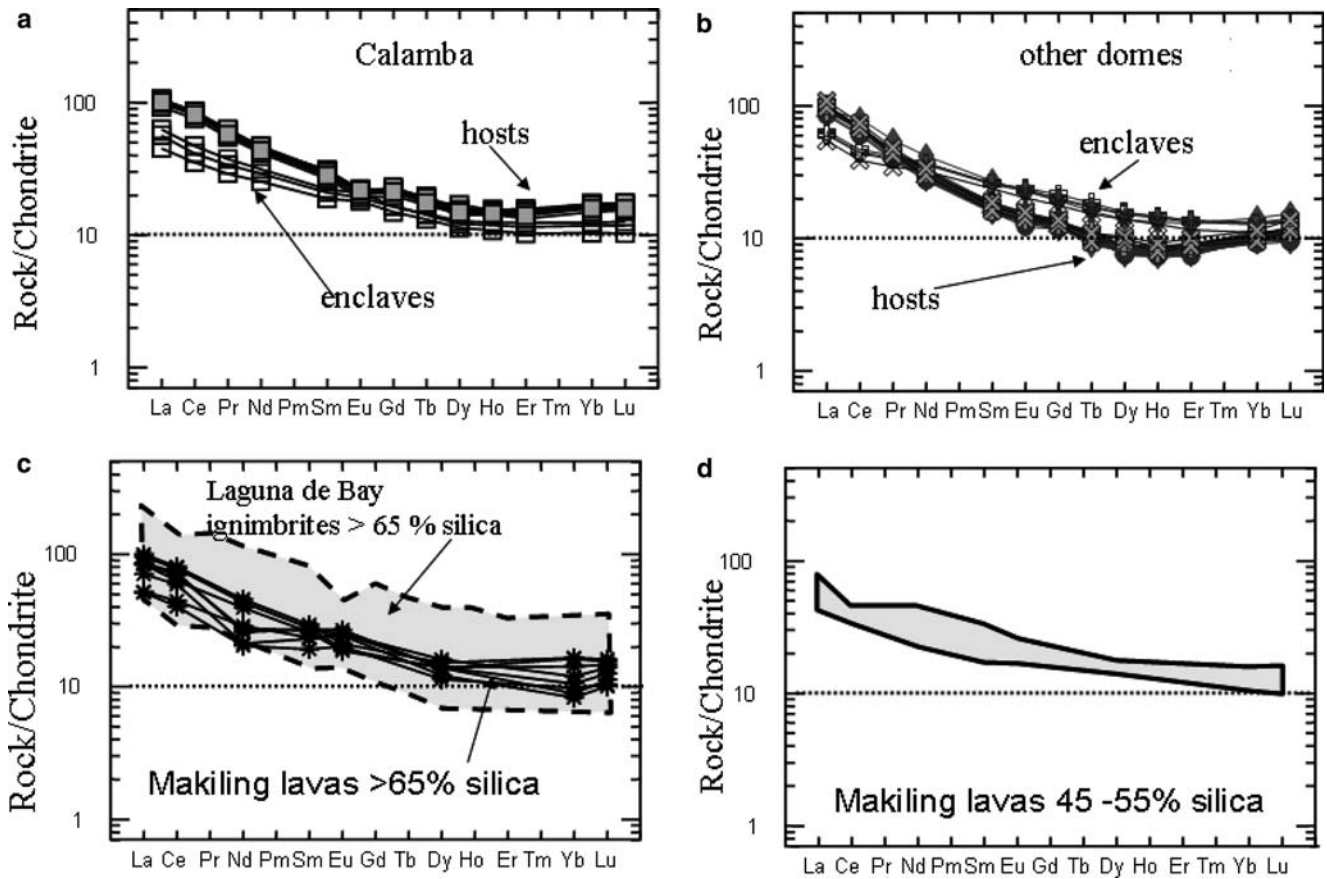 a
Calamba
100
hosts
Rock/Chondrite
10
enclaves
1
La Ce Pr Nd Pm Sm Eu Gd Tb Dy Ho Er Tm Yb Lu
b
other domes
100
enclaves
Rock/Chondrite
10
hosts
1
La Ce Pr Nd Pm Sm Eu Gd Tb Dy Ho Er Tm Yb Lu
c
Laguna de Bay
ignimbrites > 65 % silica
100
Rock/Chondrite
10
Makiling lavas >65% silica
1
La Ce Pr Nd Pm Sm Eu Gd Tb Dy Ho Er Tm Yb Lu
d
100
Rock/Chondrite
10
Makiling lavas 45 -55% silica
1
La Ce Pr Nd Pm Sm Eu Gd Tb Dy Ho Er Tm Yb Lu